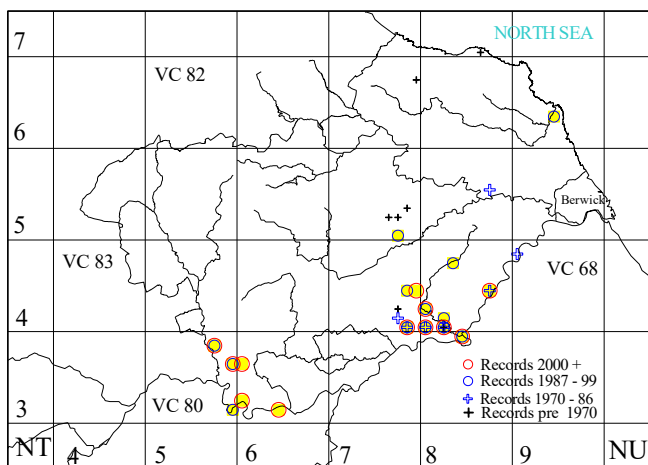 7
NORTH SEA
VC 82
6
Berwick
5
VC 83
VC 68
4
Records 2000 +
Records 1987 - 99
Records 1970 - 86
Records pre 1970
VC 80
3
NT 4 5 6 7 8 9 NU